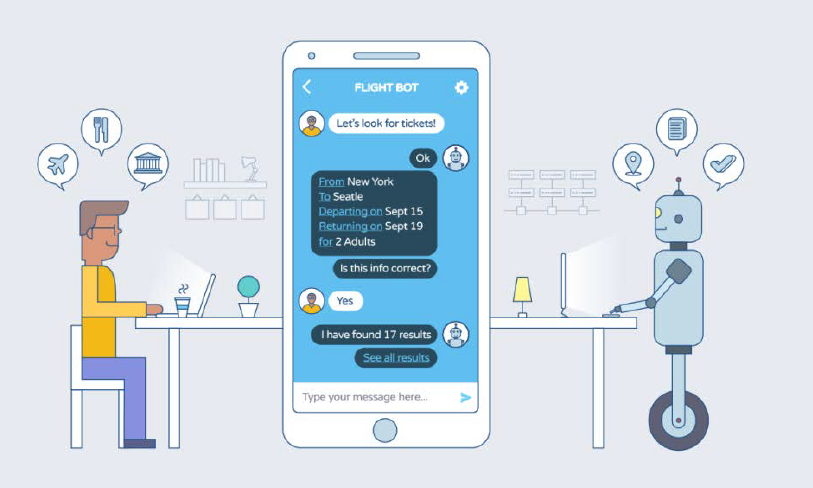 FLIGHT BOT
Let's look for tickets!
Ok
From New York
To Seatle
Departing on Sept 15
Returning on Sept 19
for 2 Adults
Is this info correct?
Yes
I have found 17 results
See all results
Type your message here...